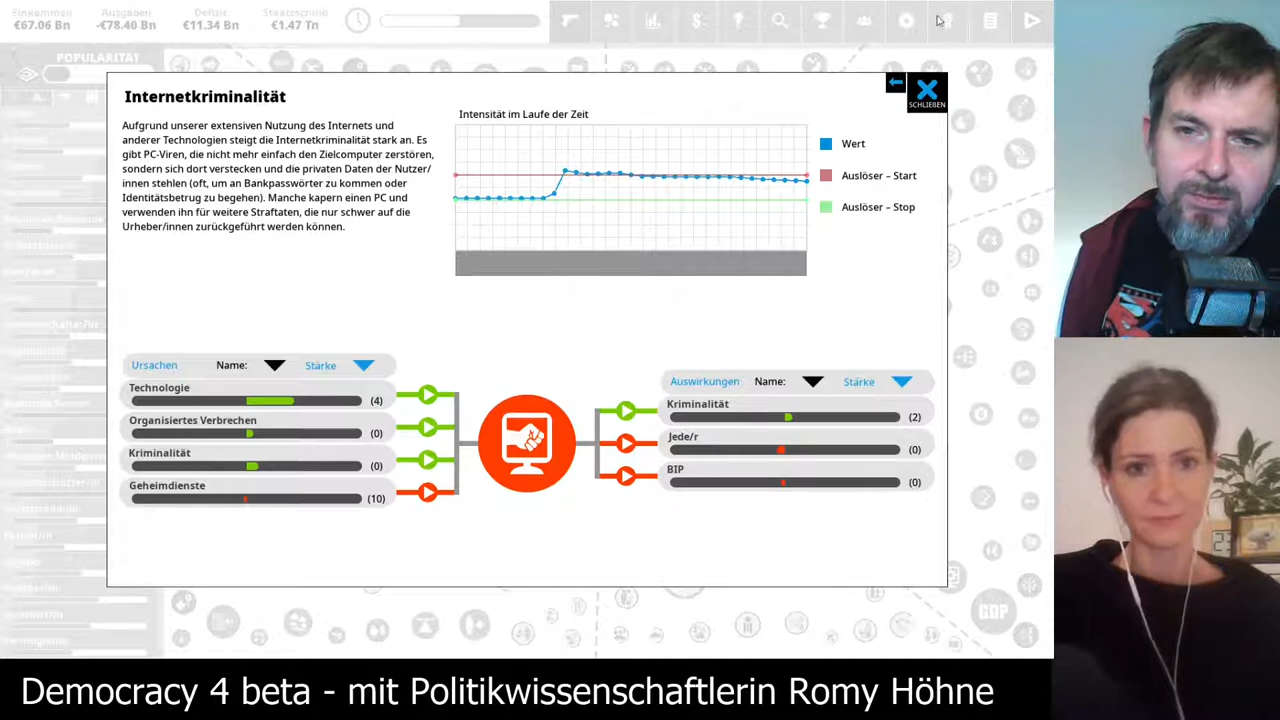 Einkommen Ausgaben Defizit Staatsschuld
€67.06 Bn -€78.40 Bn €11.34 Bn €1.47 Tn
POPULARITÄT
Internetkriminalität
SCHLIEßEN
Aufgrund unserer extensiven Nutzung des Internets und
anderer Technologien steigt die Internetkriminalität stark an. Es
gibt PC-Viren, die nicht mehr einfach den Zielcomputer zerstören,
sondern sich dort verstecken und die privaten Daten der Nutzer/
innen stehlen (oft, um an Bankpasswörter zu kommen oder
Identitätsbetrug zu begehen). Manche kapern einen PC und
verwenden ihn für weitere Straftaten, die nur schwer auf die
Urheber/innen zurückgeführt werden können.
Intensität im Laufe der Zeit
Wert
Auslöser – Start
Auslöser – Stop
Ursachen Name: Stärke
Technologie
(4)
Organisiertes Verbrechen
(0)
Kriminalität
(0)
Geheimdienste
(10)
Auswirkungen Name: Stärke
Kriminalität
(2)
Jede/r
(0)
BIP
(0)
GDP
Democracy 4 beta - mit Politikwissenschaftlerin Romy Höhne